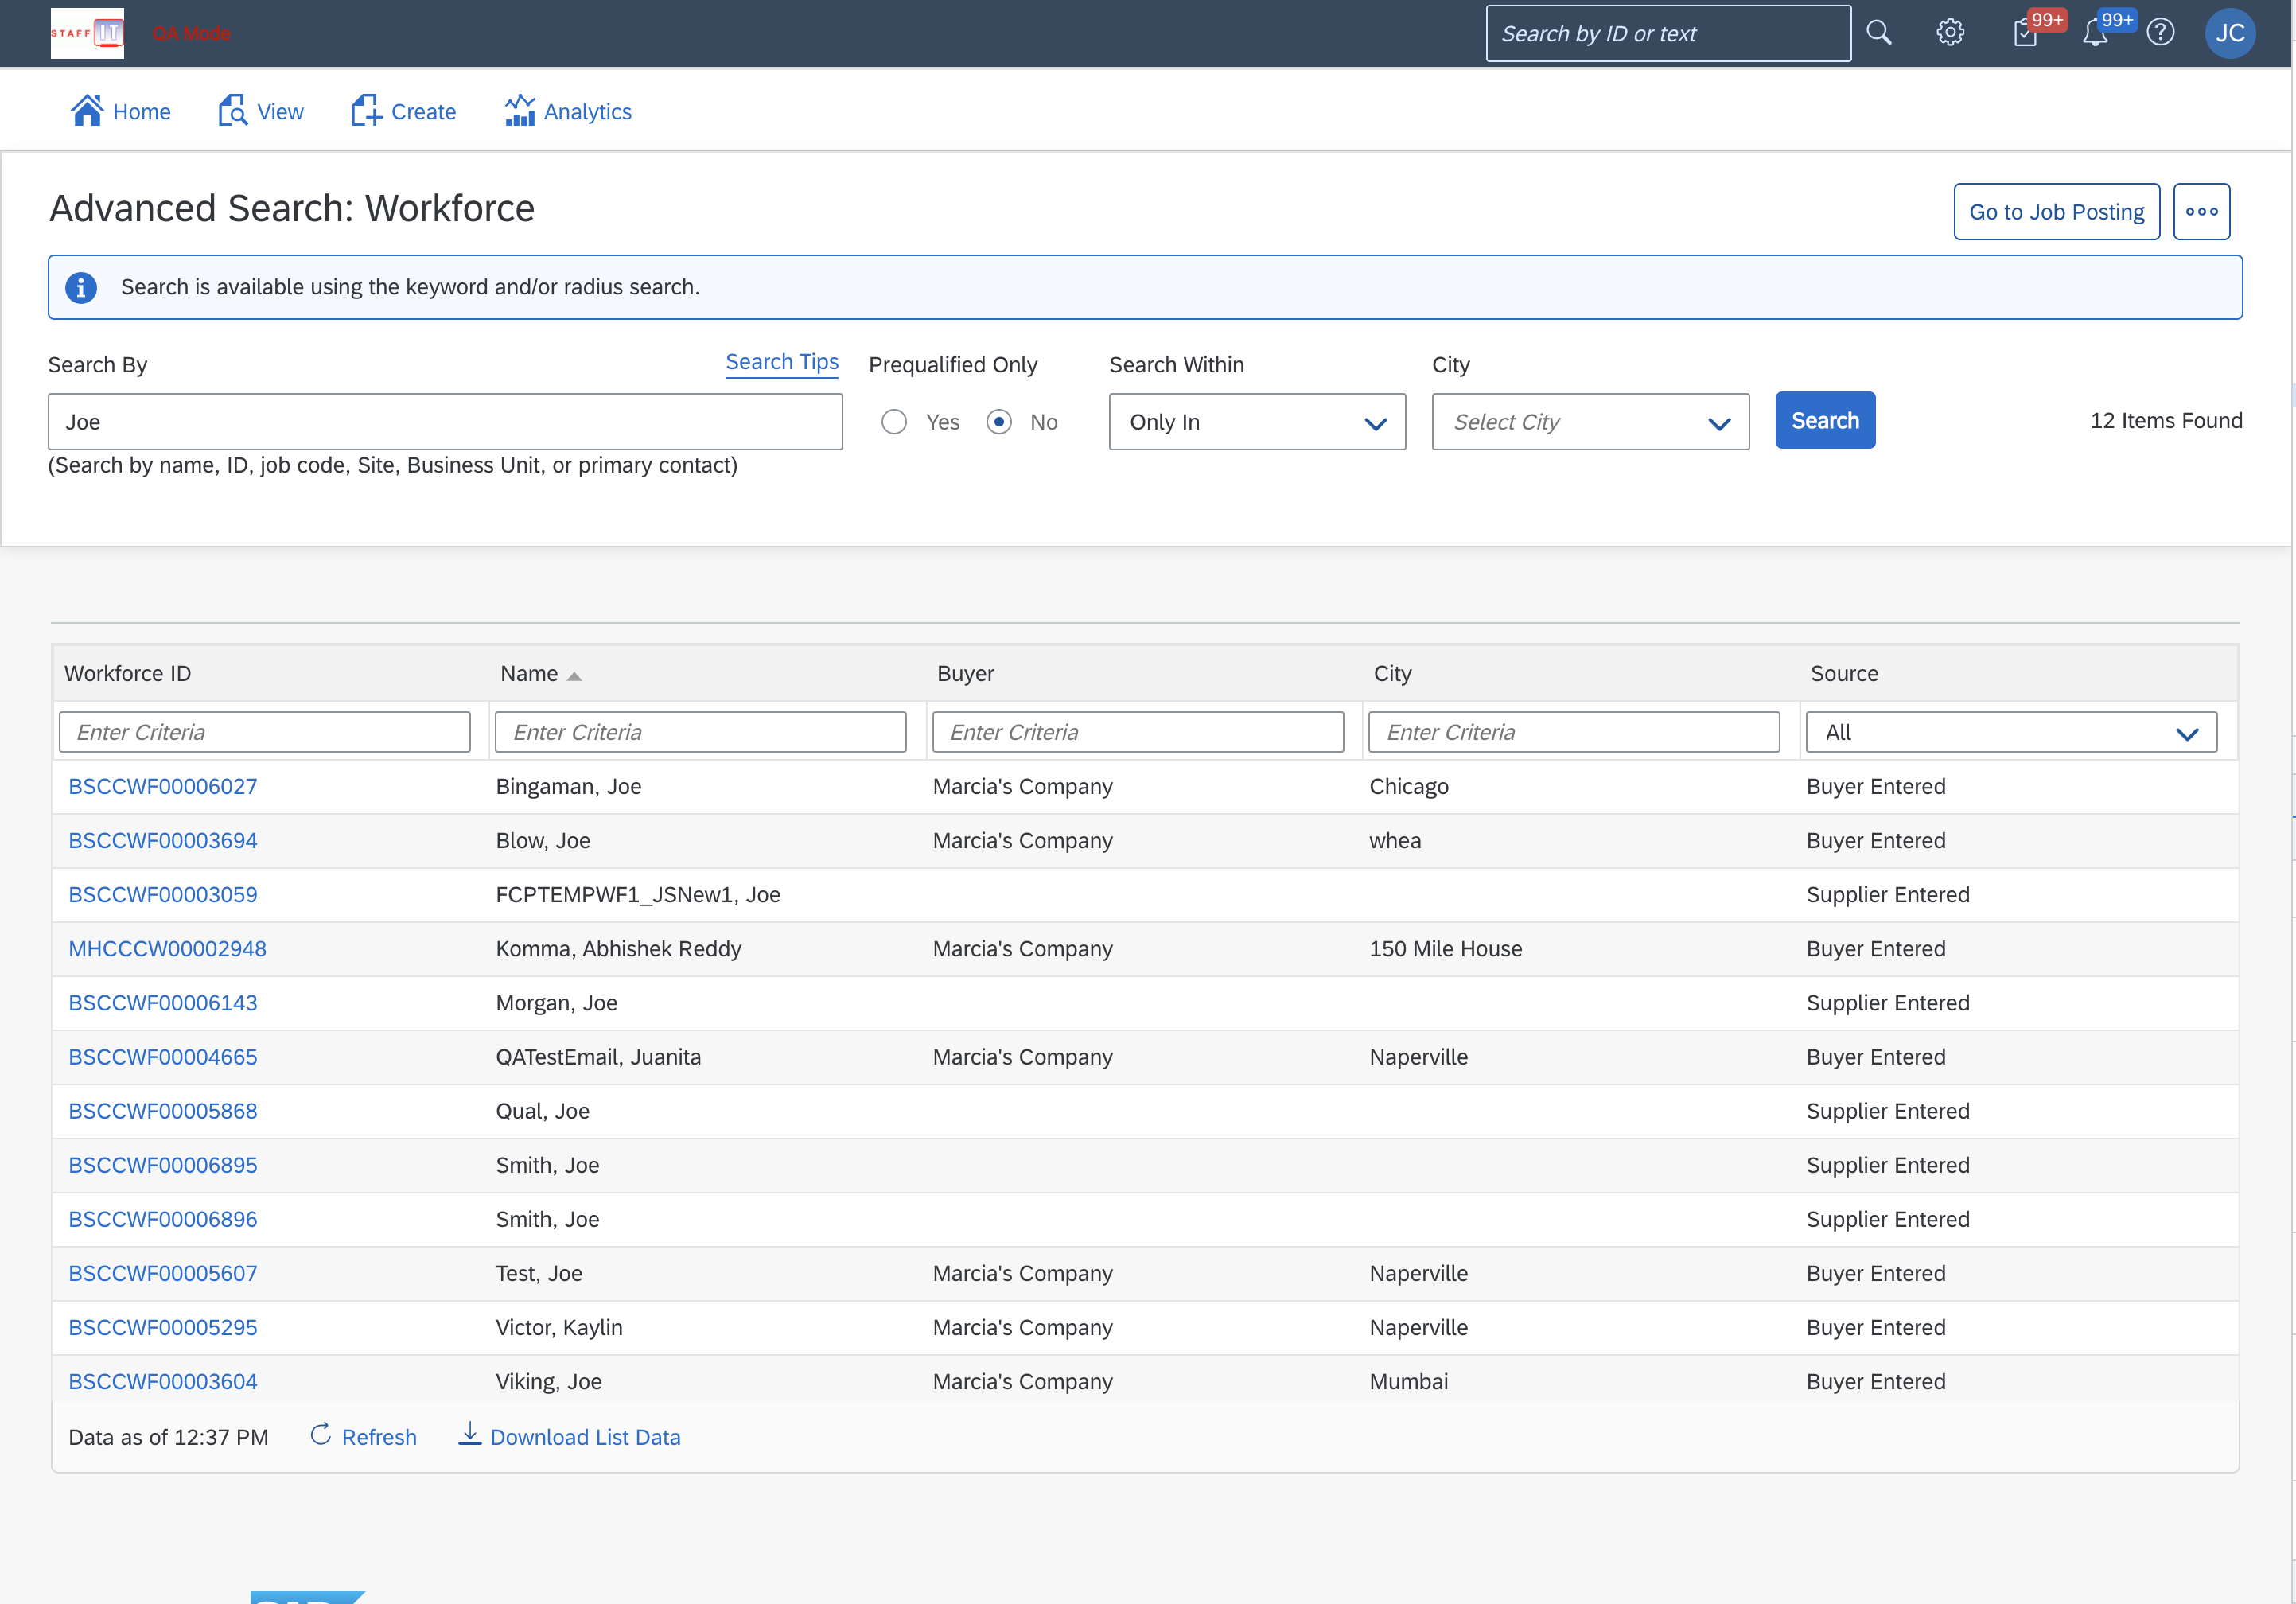 STAFF IT QA Mode Search by ID or text 99+ 99+ JC
Home View Create Analytics
Advanced Search: Workforce Go to Job Posting
Search is available using the keyword and/or radius search.
Search By Search Tips Prequalified Only Search Within City
Joe Yes No Only In Select City Search 12 Items Found
(Search by name, ID, job code, Site, Business Unit, or primary contact)
Workforce ID Name Buyer City Source
Enter Criteria Enter Criteria Enter Criteria Enter Criteria All
BSCCWF00006027 Bingaman, Joe Marcia's Company Chicago Buyer Entered
BSCCWF00003694 Blow, Joe Marcia's Company whea Buyer Entered
BSCCWF00003059 FCPTEMPWF1_JSNew1, Joe Supplier Entered
MHCCCW00002948 Komma, Abhishek Reddy Marcia's Company 150 Mile House Buyer Entered
BSCCWF00006143 Morgan, Joe Supplier Entered
BSCCWF00004665 QATestEmail, Juanita Marcia's Company Naperville Buyer Entered
BSCCWF00005868 Qual, Joe Supplier Entered
BSCCWF00006895 Smith, Joe Supplier Entered
BSCCWF00006896 Smith, Joe Supplier Entered
BSCCWF00005607 Test, Joe Marcia's Company Naperville Buyer Entered
BSCCWF00005295 Victor, Kaylin Marcia's Company Naperville Buyer Entered
BSCCWF00003604 Viking, Joe Marcia's Company Mumbai Buyer Entered
Data as of 12:37 PM Refresh Download List Data